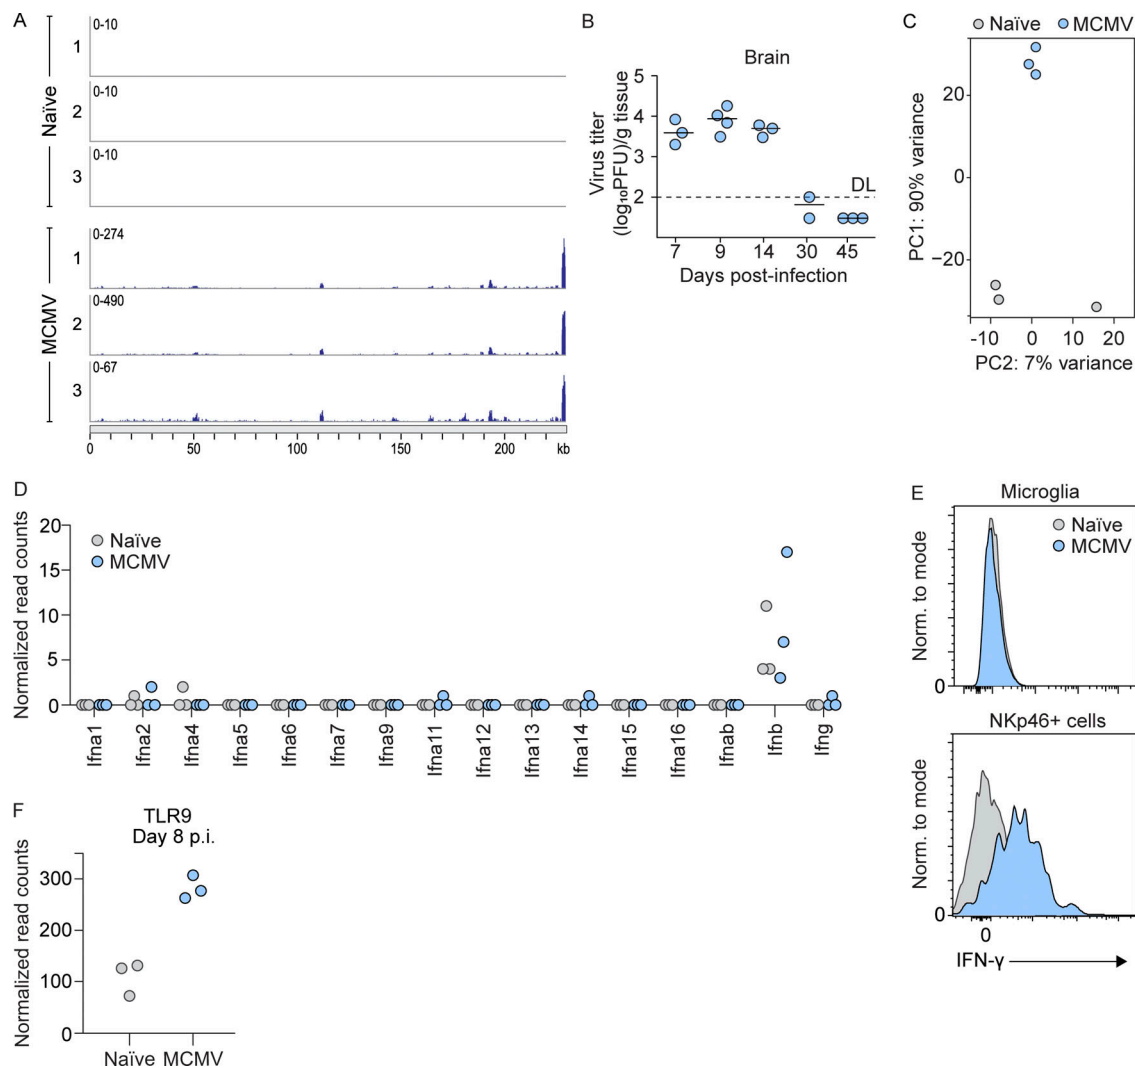 A
Naïve
1
0-10
2
0-10
3
0-10
MCMV
1
0-274
2
0-490
3
0-67
0 50 100 150 200 kb
B
Brain
Virus titer
(log₁₀PFU)/g tissue
5
4
3
2
DL
7 9 14 30 45
Days post-infection
C
Naïve MCMV
PC1: 90% variance
20
0
−20
-10 0 10 20
PC2: 7% variance
D
Normalized read counts
20
15
10
5
0
Naïve
MCMV
Ifna1 Ifna2 Ifna4 Ifna5 Ifna6 Ifna7 Ifna9 Ifna11 Ifna12 Ifna13 Ifna14 Ifna15 Ifna16 Ifnab Ifnb Ifng
E
Microglia
Naïve
MCMV
Norm. to mode
0
NKp46+ cells
Norm. to mode
0
0
IFN-γ
F
TLR9
Day 8 p.i.
Normalized read counts
300
200
100
0
Naïve MCMV